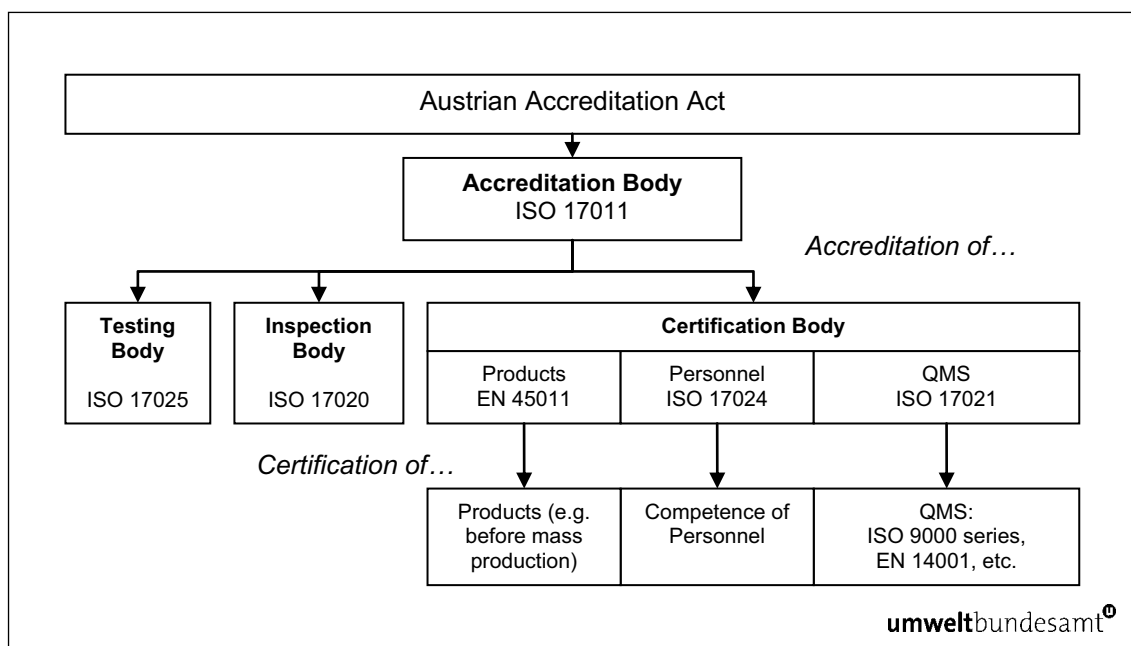 Austrian Accreditation Act
Accreditation Body
ISO 17011
Accreditation of…
Testing
Body
ISO 17025
Inspection
Body
ISO 17020
Certification Body
Products
EN 45011
Personnel
ISO 17024
QMS
ISO 17021
Certification of…
Products (e.g.
before mass
production)
Competence of
Personnel
QMS:
ISO 9000 series,
EN 14001, etc.
umweltbundesamt